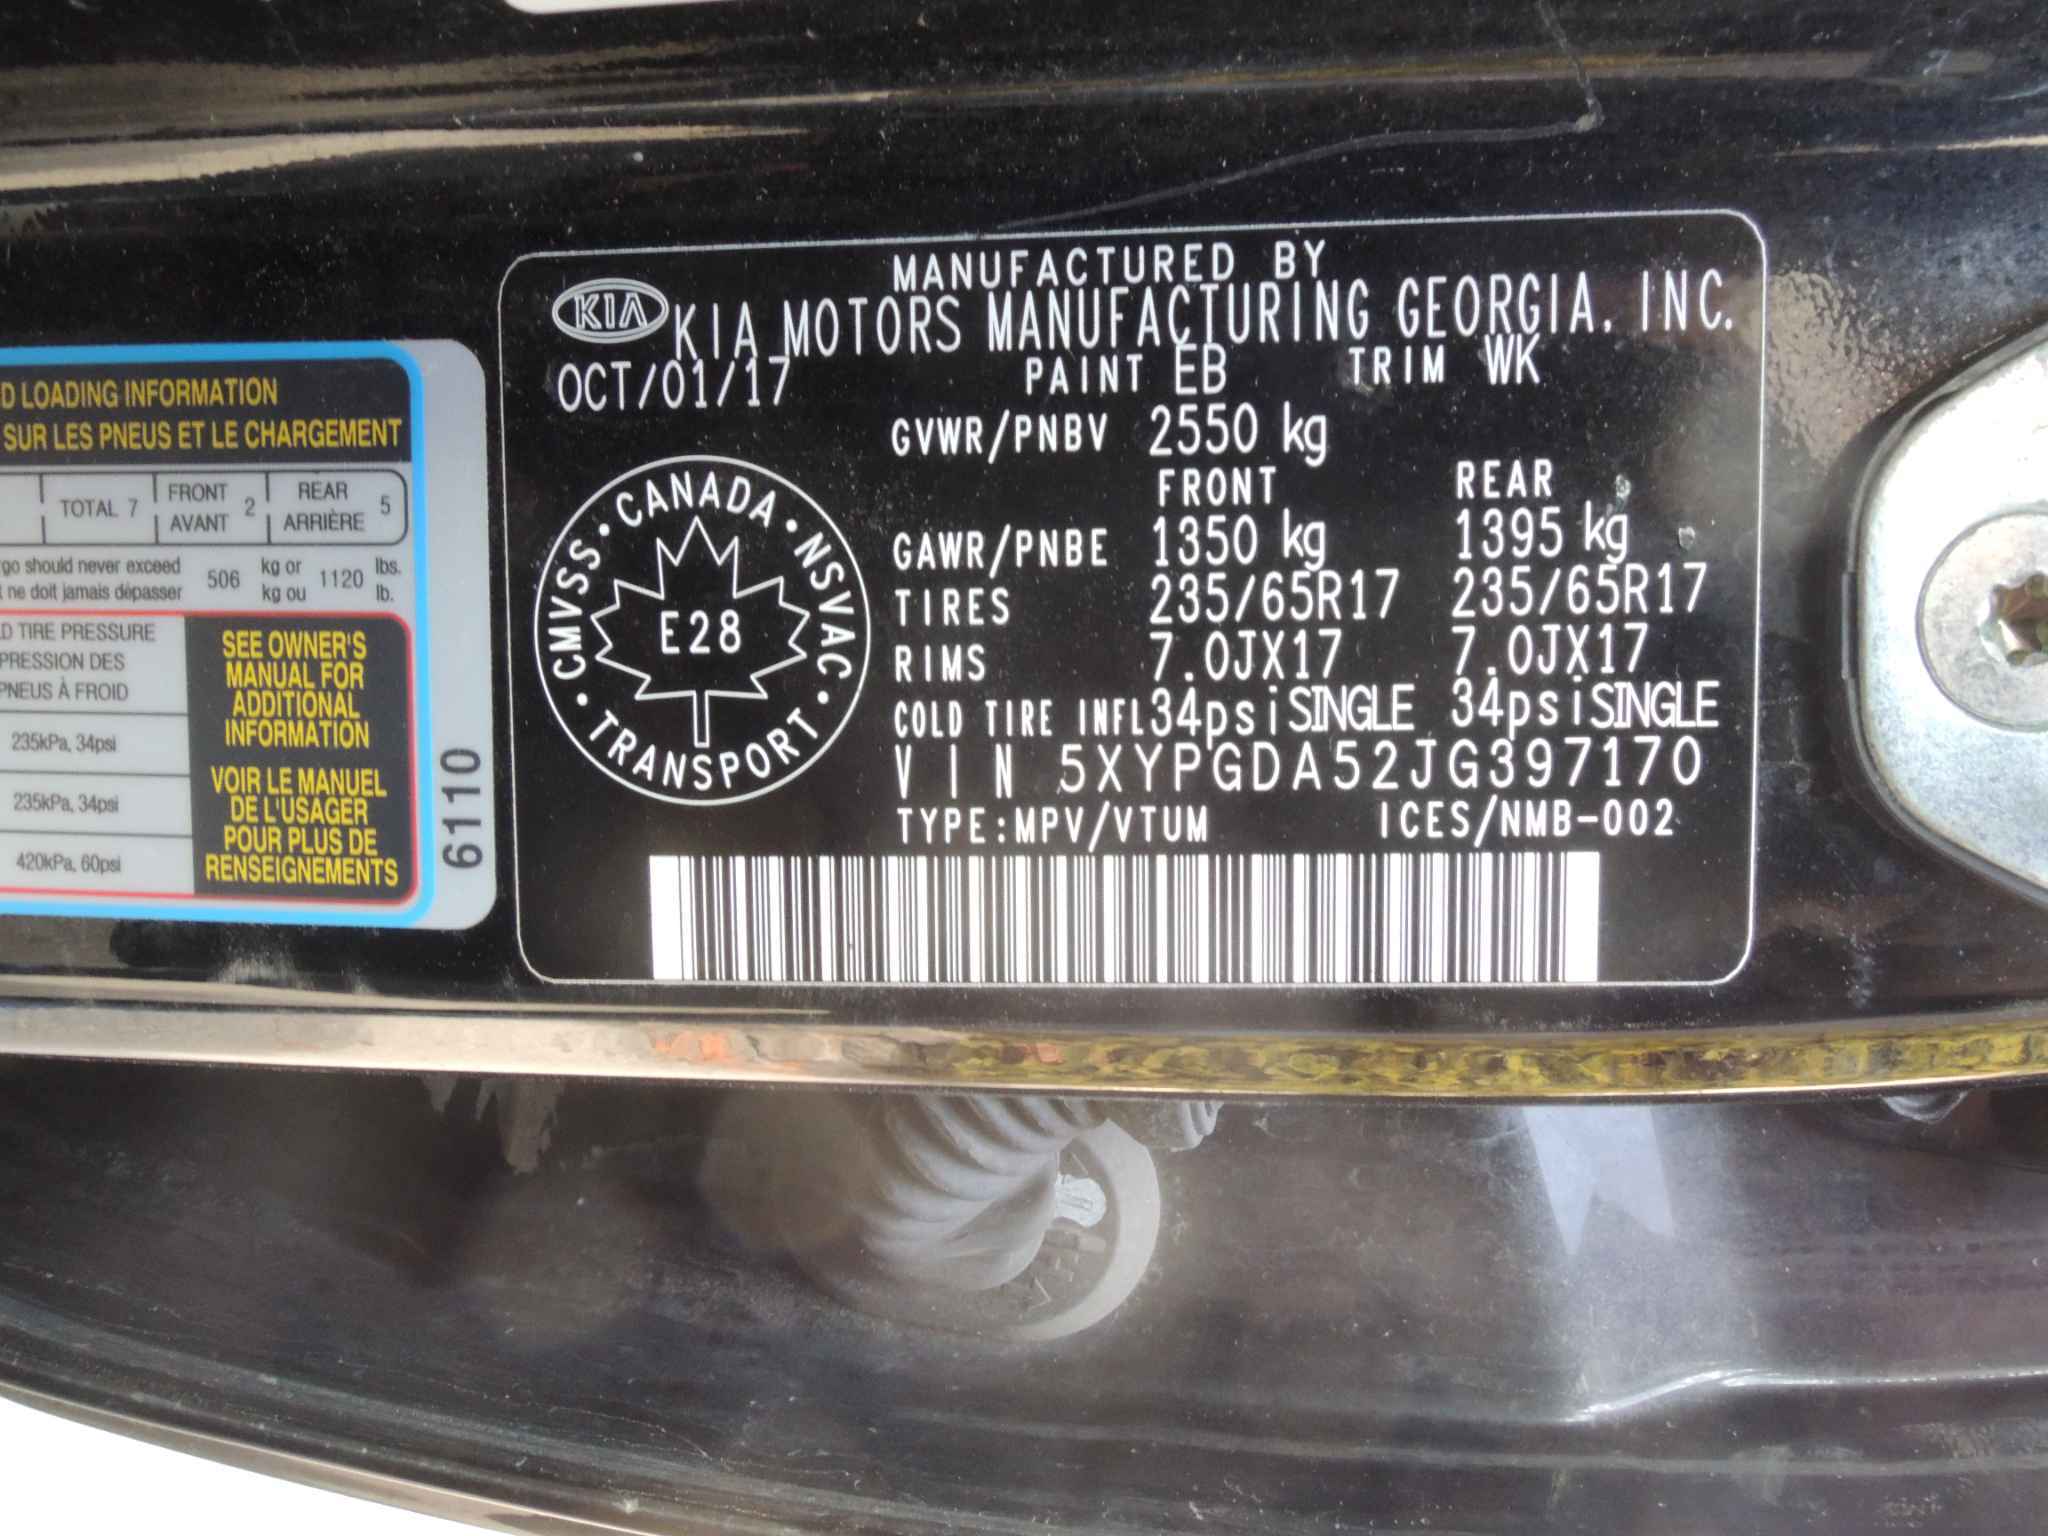 D LOADING INFORMATION
SUR LES PNEUS ET LE CHARGEMENT
TOTAL 7
FRONT
AVANT
2
REAR
ARRIÈRE
5
go should never exceed
ne doit jamais dépasser
506
kg or
kg ou
1120
lbs.
lb.
D TIRE PRESSURE
PRESSION DES
PNEUS À FROID
235kPa, 34psi
235kPa, 34psi
420kPa, 60psi
SEE OWNER'S
MANUAL FOR
ADDITIONAL
INFORMATION
VOIR LE MANUEL
DE L'USAGER
POUR PLUS DE
RENSEIGNEMENTS
6110
MANUFACTURED BY
KIA KIA MOTORS MANUFACTURING GEORGIA, INC.
OCT/01/17 PAINT EB TRIM WK
GVWR/PNBV 2550 kg
FRONT REAR
GAWR/PNBE 1350 kg 1395 kg
TIRES 235/65R17 235/65R17
RIMS 7.0JX17 7.0JX17
COLD TIRE INFL 34psiSINGLE 34psiSINGLE
VIN 5XYPGDA52JG397170
TYPE:MPV/VTUM ICES/NMB-002
CMVSS · CANADA · NSVAC · TRANSPORT ·
E28